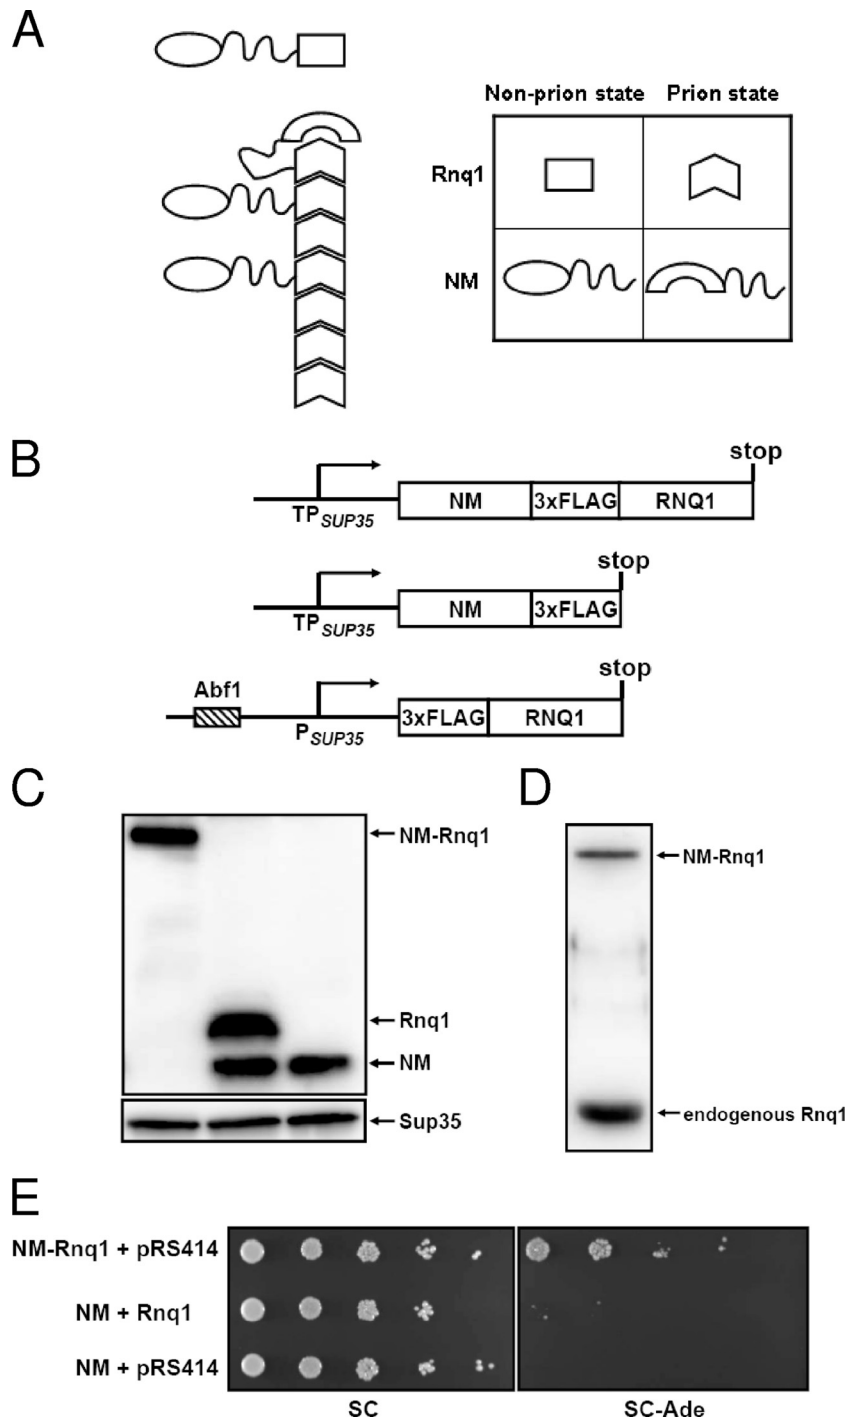 A
Non-prion state Prion state
Rnq1
NM
B
stop
NM 3xFLAG RNQ1
TPSUP35
stop
NM 3xFLAG
TPSUP35
stop
Abf1
3xFLAG RNQ1
PSUP35
C
D
NM-Rnq1
NM-Rnq1
Rnq1
NM
Sup35
endogenous Rnq1
E
NM-Rnq1 + pRS414
NM + Rnq1
NM + pRS414
SC SC-Ade